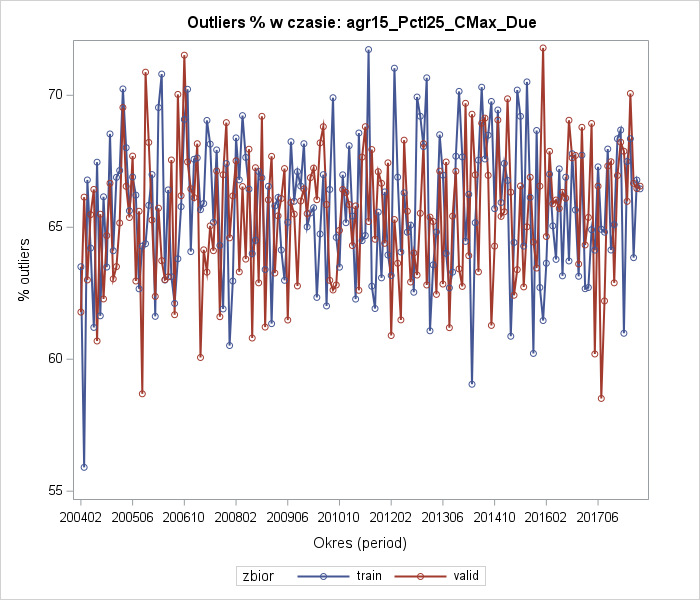 Outliers % w czasie: agr15_Pctl25_CMax_Due
% outliers
70
65
60
55
200402 200506 200610 200802 200906 201010 201202 201306 201410 201602 201706
Okres (period)
zbior train valid